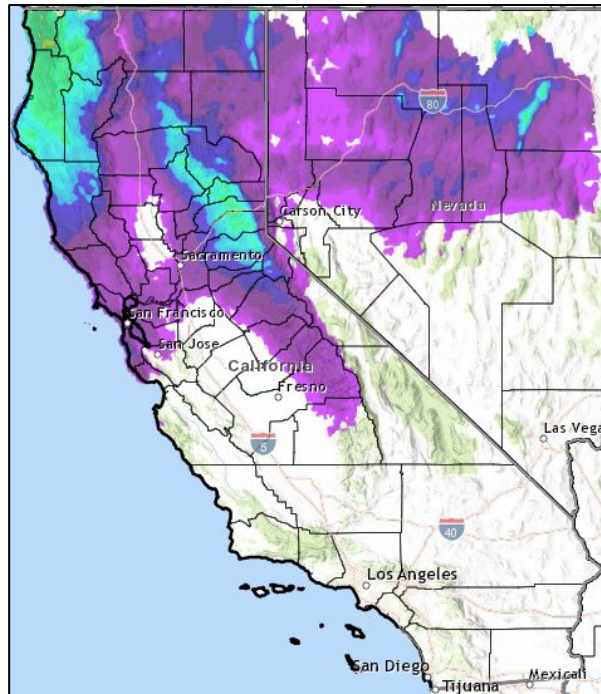 80
Nevada
Carson City
Sacramento
San Francisco
San Jose
California
Fresno
Las Vega
5
40
Los Angeles
San Diego
Mexicali
Tijuana